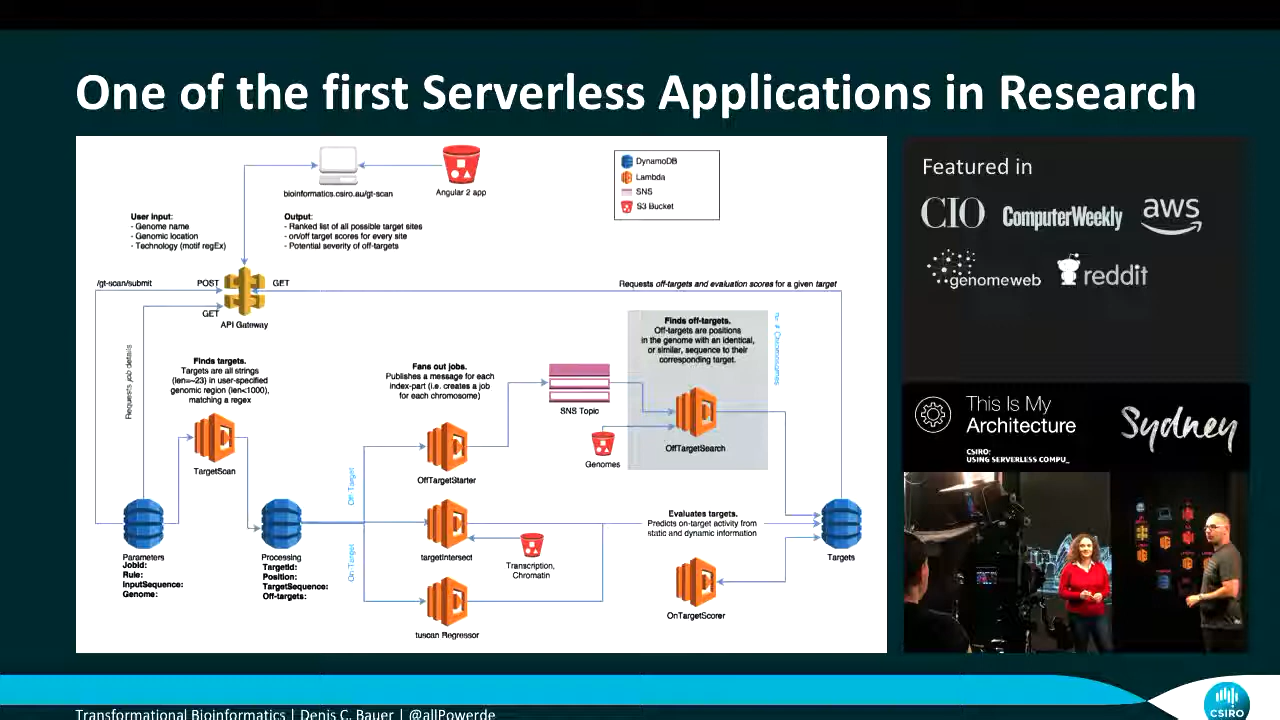 One of the first Serverless Applications in Research
bioinformatics.csiro.au/gt-scan
Angular 2 app
DynamoDB
Lambda
SNS
S3 Bucket
User input:
- Genome name
- Genomic location
- Technology (motif regEx)
Output:
- Ranked list of all possible target sites
- on/off target scores for every site
- Potential severity of off-targets
/gt-scan/submit
POST
GET
GET
API Gateway
Requests off-targets and evaluation scores for a given target
Requests job details
Finds targets.
Targets are all strings
(len=~23) in user-specified
genomic region (len<1000),
matching a regex
TargetScan
Fans out jobs.
Publishes a message for each
index-part (i.e. creates a job
for each chromosome)
SNS Topic
Genomes
Finds off-targets.
Off-targets are positions
in the genome with an identical,
or similar, sequence to their
corresponding target.
OffTargetSearch
n= # Chromosomes
Off-Target
OffTargetStarter
On-Target
targetIntersect
Transcription,
Chromatin
tuscan Regressor
Evaluates targets.
Predicts on-target activity from
static and dynamic information
OnTargetScorer
Targets
Parameters
JobId:
Rule:
InputSequence:
Genome:
Processing
TargetId:
Position:
TargetSequence:
Off-targets:
Featured in
CIO
ComputerWeekly
aws
genomeweb
reddit
This Is My
Architecture
CSIRO:
USING SERVERLESS COMPU_
Sydney
Transformational Bioinformatics | Denis C. Bauer | @allPowerde
CSIRO